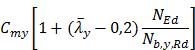 C_{my} [1 + (λ̄_y − 0,2) N_{Ed} / N_{b,y,Rd}]